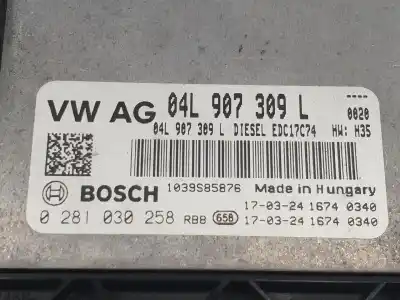 VW AG 04L 907 309 L 0020
04L 907 309 L DIESEL EDC17C74 HW: H35
BOSCH 1039S85876 Made in Hungary
17-03-24 1674 0340
0 281 030 258 RBB 658 17-03-24 1674 0340